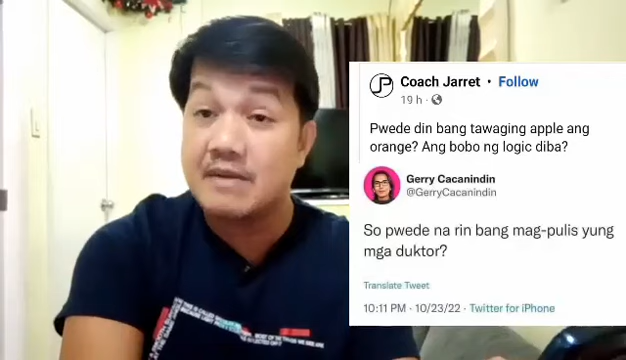 Coach Jarret · Follow
19 h ·
Pwede din bang tawaging apple ang
orange? Ang bobo ng logic diba?
Gerry Cacanindin
@GerryCacanindin
So pwede na rin bang mag-pulis yung
mga duktor?
Translate Tweet
10:11 PM · 10/23/22 · Twitter for iPhone